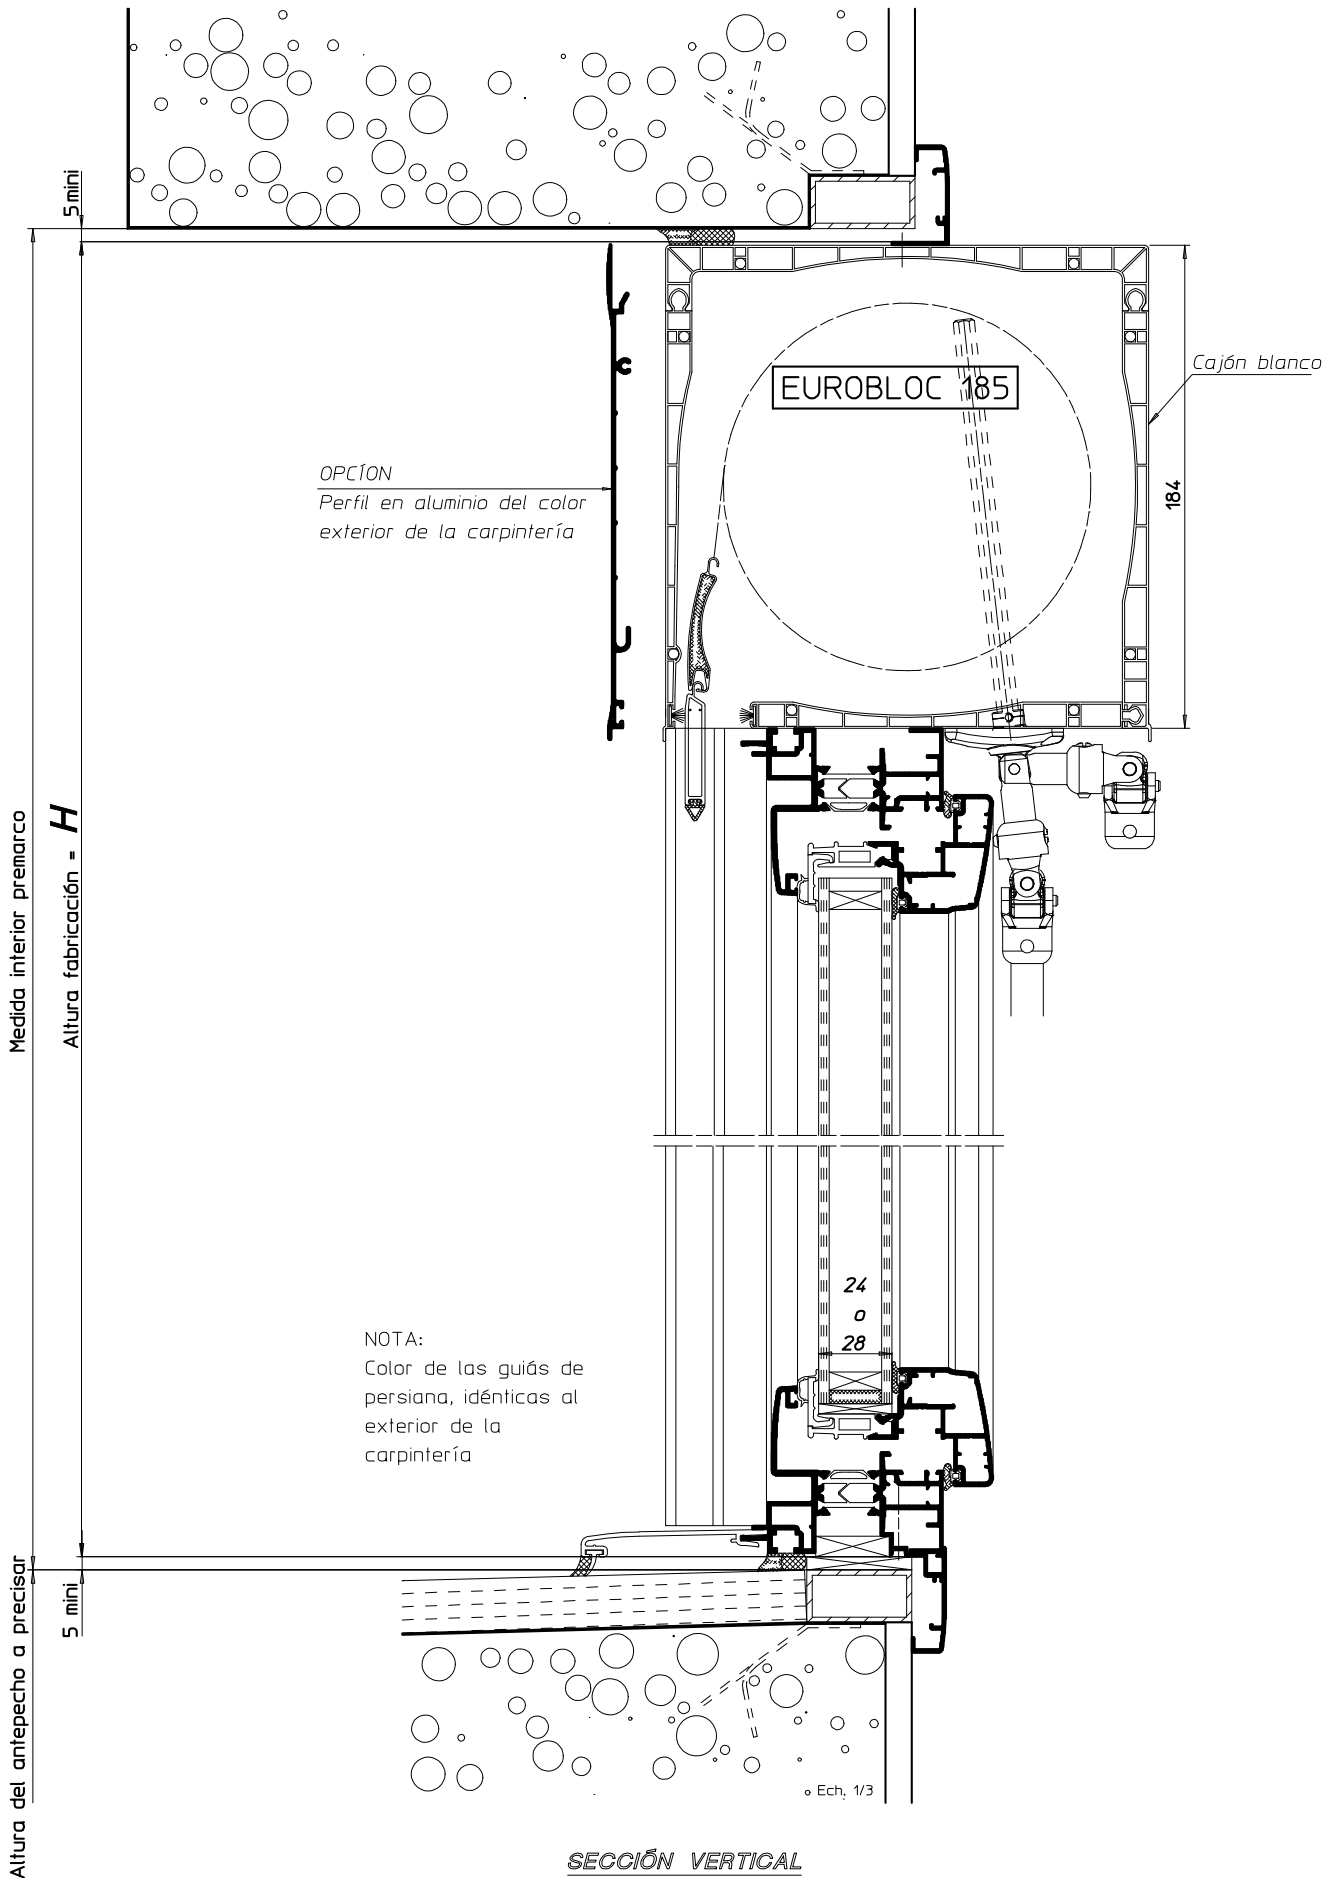 5 mini
EUROBLOC 185
Cajón blanco
OPCÍON
Perfil en aluminio del color
exterior de la carpintería
184
Medida interior premarco
Altura fabricación = H
24
o
28
NOTA:
Color de las guiás de
persiana, idénticas al
exterior de la
carpintería
Altura del antepecho a precisar
5 mini
Ech. 1/3
SECCIÓN VERTICAL